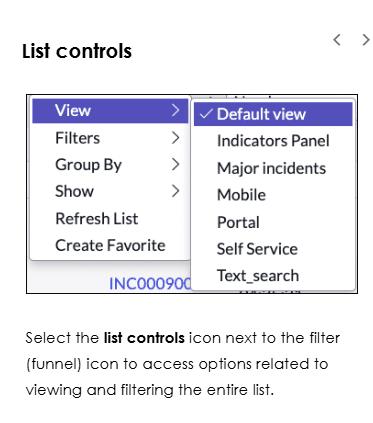 List controls
View
Filters
Group By
Show
Refresh List
Create Favorite
Default view
Indicators Panel
Major incidents
Mobile
Portal
Self Service
Text_search
INC000900
Select the list controls icon next to the filter
(funnel) icon to access options related to
viewing and filtering the entire list.